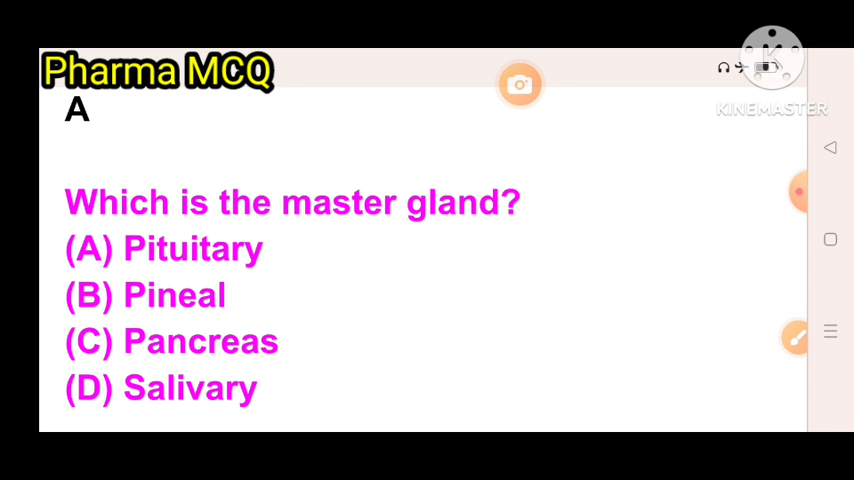 Pharma MCQ
KINEMASTER
A
Which is the master gland?
(A) Pituitary
(B) Pineal
(C) Pancreas
(D) Salivary